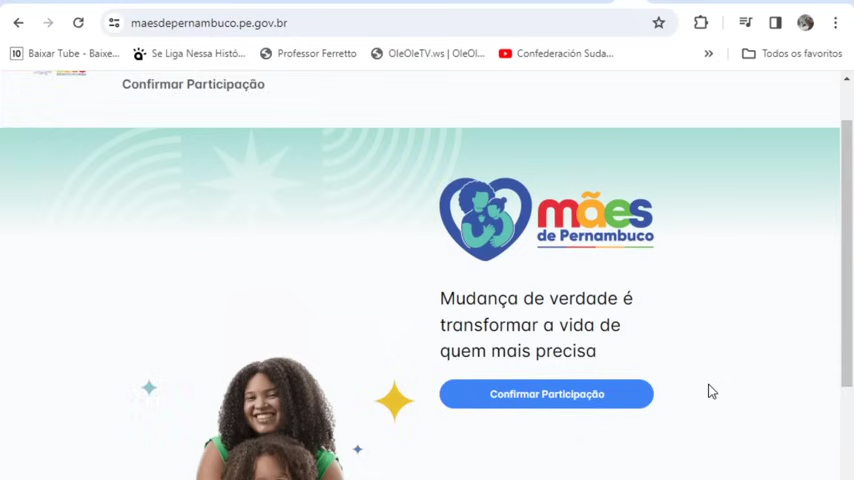 maesdepernambuco.pe.gov.br
10 Baixar Tube - Baixe... Se Liga Nessa Histó... Professor Ferretto OleOleTV.ws | OleOl... Confederación Suda... » Todos os favoritos
Confirmar Participação
mães
de Pernambuco
Mudança de verdade é
transformar a vida de
quem mais precisa
Confirmar Participação